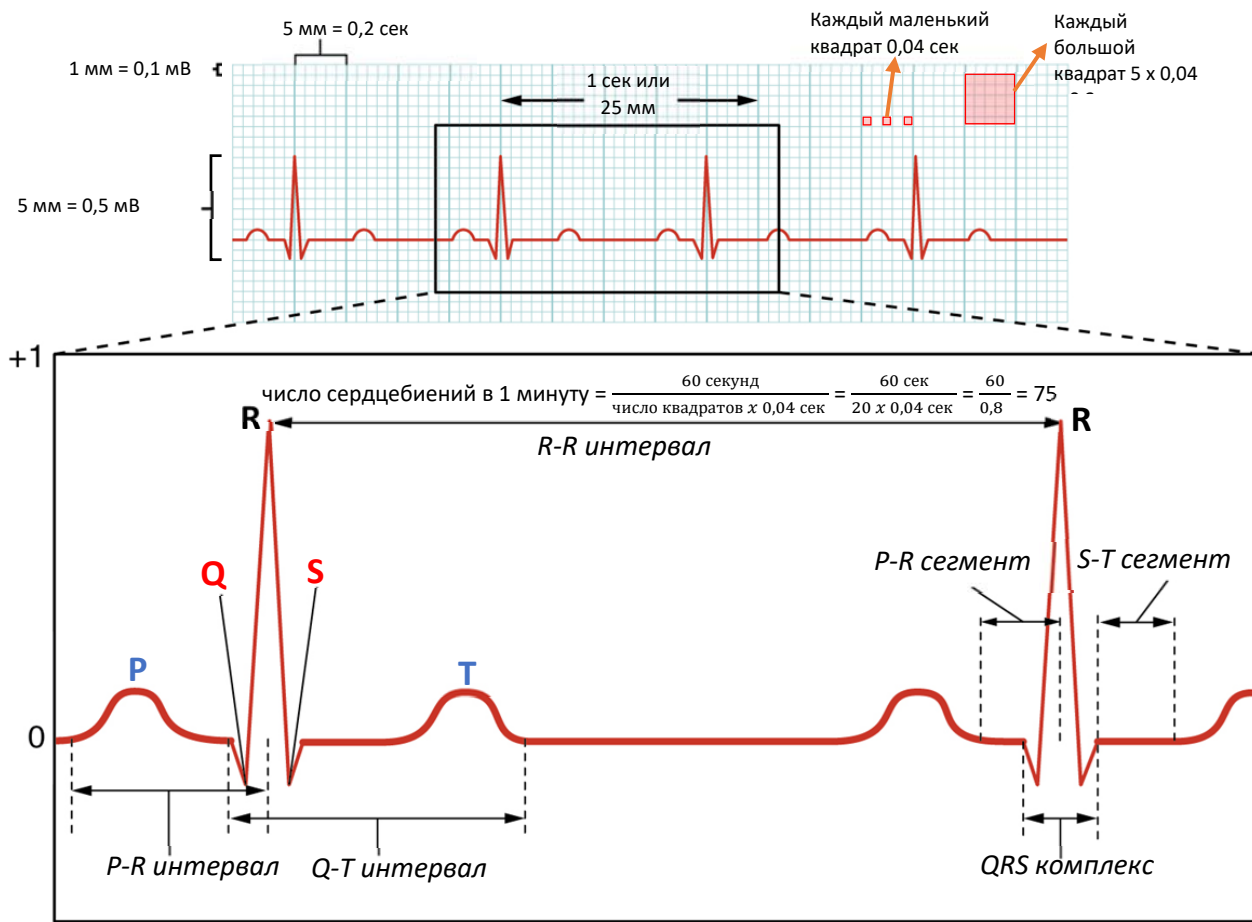 5 мм = 0,2 сек
1 мм = 0,1 мВ
Каждый маленький
квадрат 0,04 сек
Каждый
большой
квадрат 5 х 0,04
1 сек или
25 мм
5 мм = 0,5 мВ
+1
число сердцебиений в 1 минуту = 60 секунд / число квадратов x 0,04 сек = 60 сек / 20 x 0,04 сек = 60 / 0,8 = 75
R
R
R-R интервал
Q
S
P-R сегмент
S-T сегмент
P
T
0
P-R интервал
Q-T интервал
QRS комплекс